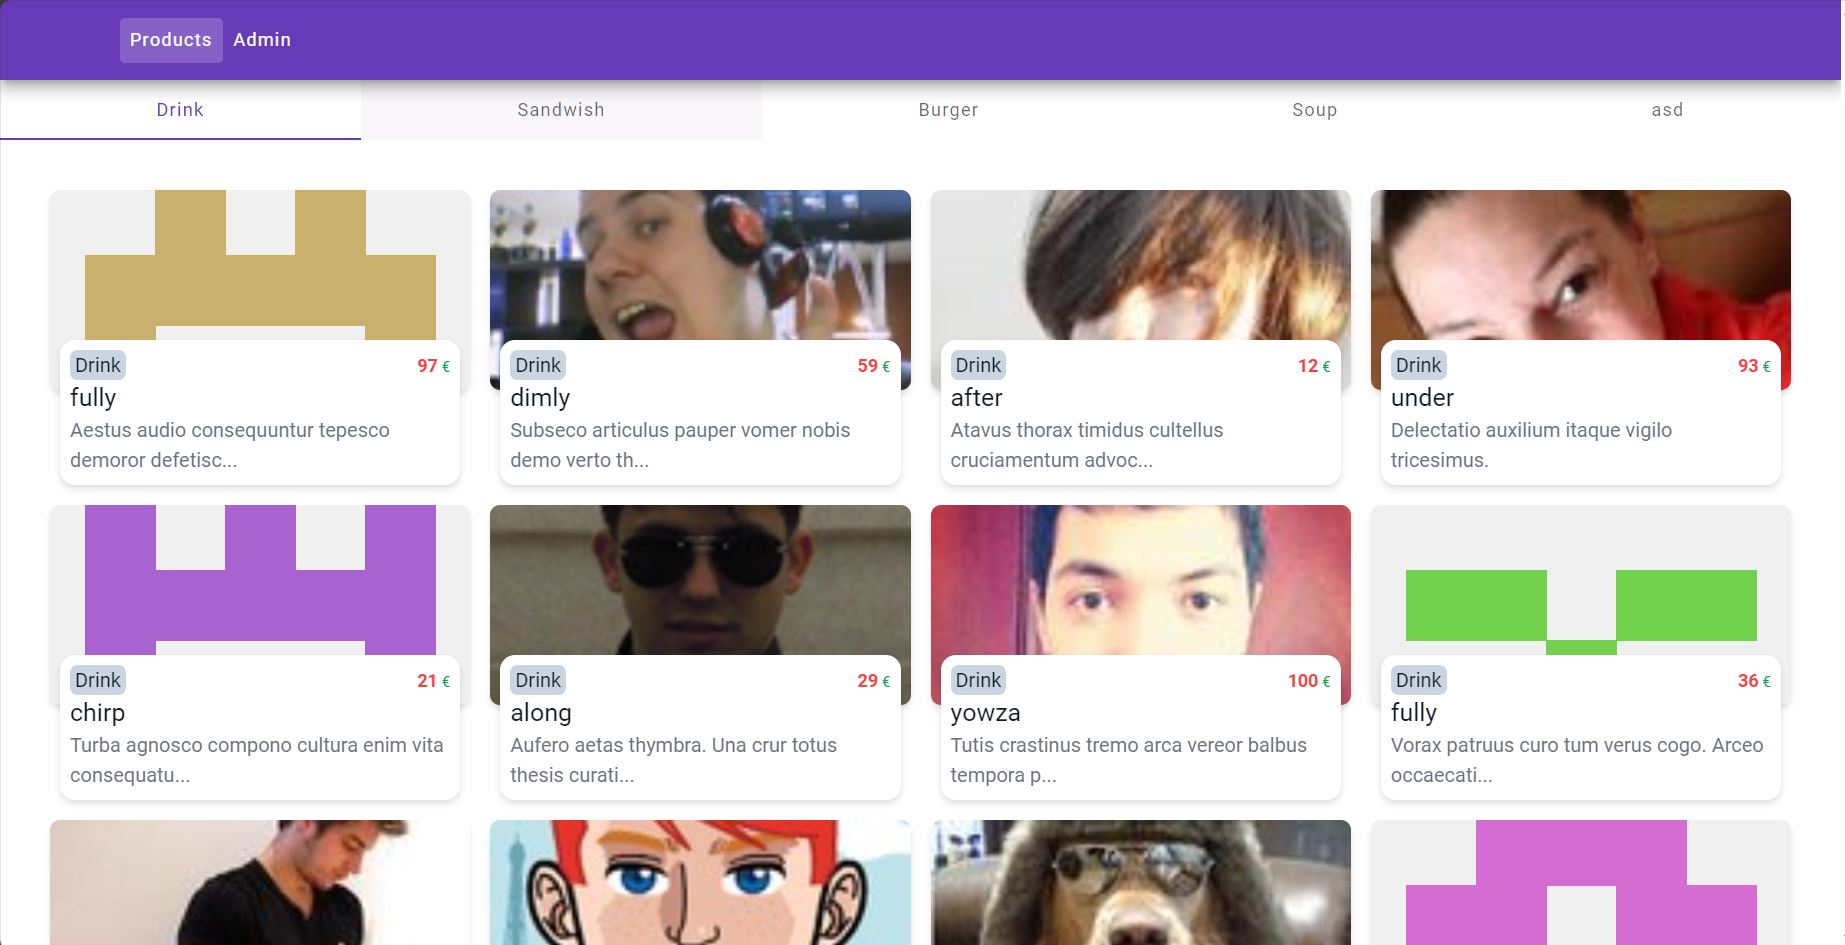 Products Admin
Drink Sandwish Burger Soup asd
Drink 97 €
fully
Aestus audio consequuntur tepesco
demoror defetisc...
Drink 59 €
dimly
Subseco articulus pauper vomer nobis
demo verto th...
Drink 12 €
after
Atavus thorax timidus cultellus
cruciamentum advoc...
Drink 93 €
under
Delectatio auxilium itaque vigilo
tricesimus.
Drink 21 €
chirp
Turba agnosco compono cultura enim vita
consequatu...
Drink 29 €
along
Aufero aetas thymbra. Una crur totus
thesis curati...
Drink 100 €
yowza
Tutis crastinus tremo arca vereor balbus
tempora p...
Drink 36 €
fully
Vorax patruus curo tum verus cogo. Arceo
occaecati...